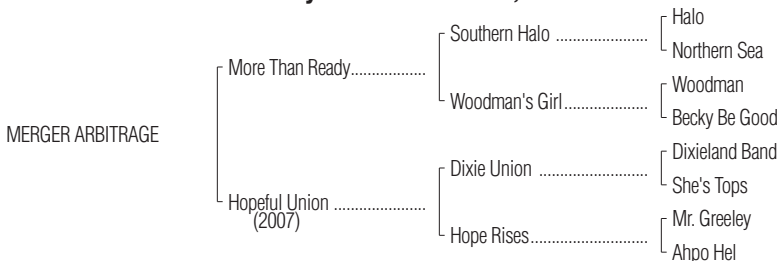 Halo
Southern Halo ......................
Northern Sea
More Than Ready..................
Woodman
Woodman's Girl....................
Becky Be Good
MERGER ARBITRAGE
Dixieland Band
Dixie Union ..........................
She's Tops
Hopeful Union ......................
(2007)
Mr. Greeley
Hope Rises............................
Ahpo Hel